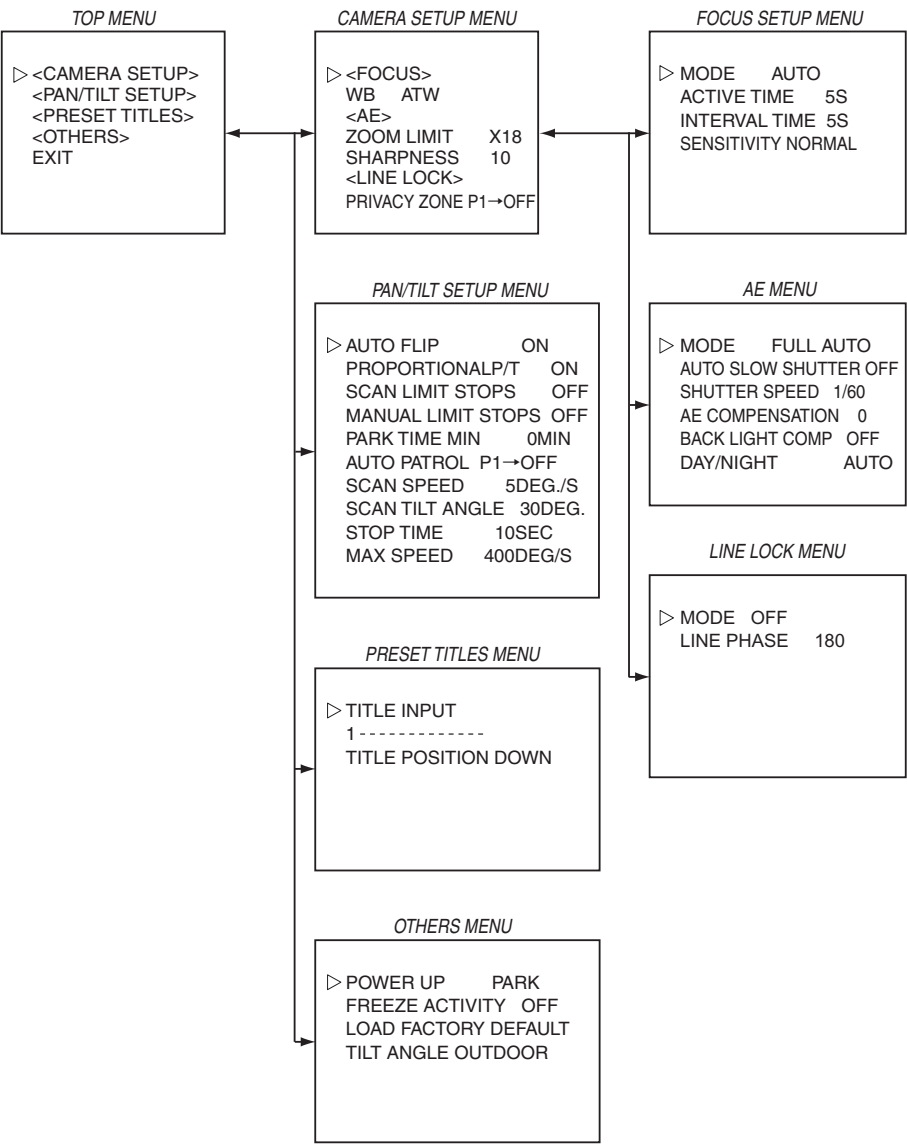 TOP MENU
<CAMERA SETUP>
<PAN/TILT SETUP>
<PRESET TITLES>
<OTHERS>
EXIT
CAMERA SETUP MENU
<FOCUS>
WB ATW
<AE>
ZOOM LIMIT X18
SHARPNESS 10
<LINE LOCK>
PRIVACY ZONE P1→OFF
FOCUS SETUP MENU
MODE AUTO
ACTIVE TIME 5S
INTERVAL TIME 5S
SENSITIVITY NORMAL
PAN/TILT SETUP MENU
AUTO FLIP ON
PROPORTIONALP/T ON
SCAN LIMIT STOPS OFF
MANUAL LIMIT STOPS OFF
PARK TIME MIN 0MIN
AUTO PATROL P1→OFF
SCAN SPEED 5DEG./S
SCAN TILT ANGLE 30DEG.
STOP TIME 10SEC
MAX SPEED 400DEG/S
AE MENU
MODE FULL AUTO
AUTO SLOW SHUTTER OFF
SHUTTER SPEED 1/60
AE COMPENSATION 0
BACK LIGHT COMP OFF
DAY/NIGHT AUTO
LINE LOCK MENU
MODE OFF
LINE PHASE 180
PRESET TITLES MENU
TITLE INPUT
1-------------
TITLE POSITION DOWN
OTHERS MENU
POWER UP PARK
FREEZE ACTIVITY OFF
LOAD FACTORY DEFAULT
TILT ANGLE OUTDOOR